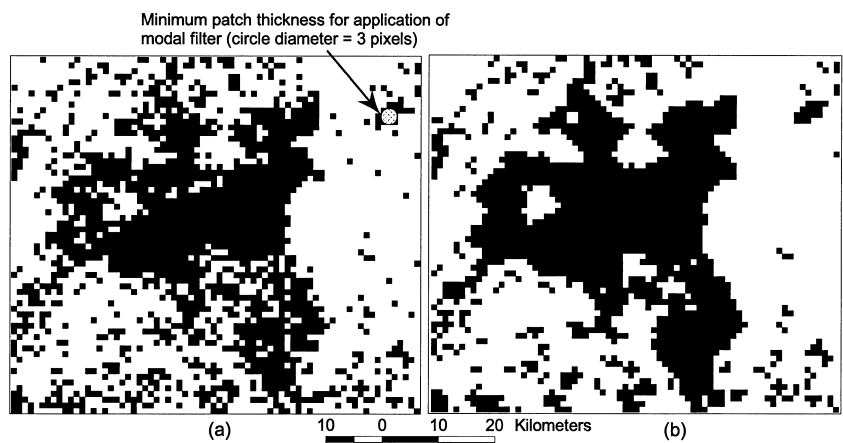 Minimum patch thickness for application of
modal filter (circle diameter = 3 pixels)
(a)
10 0 10 20 Kilometers
(b)